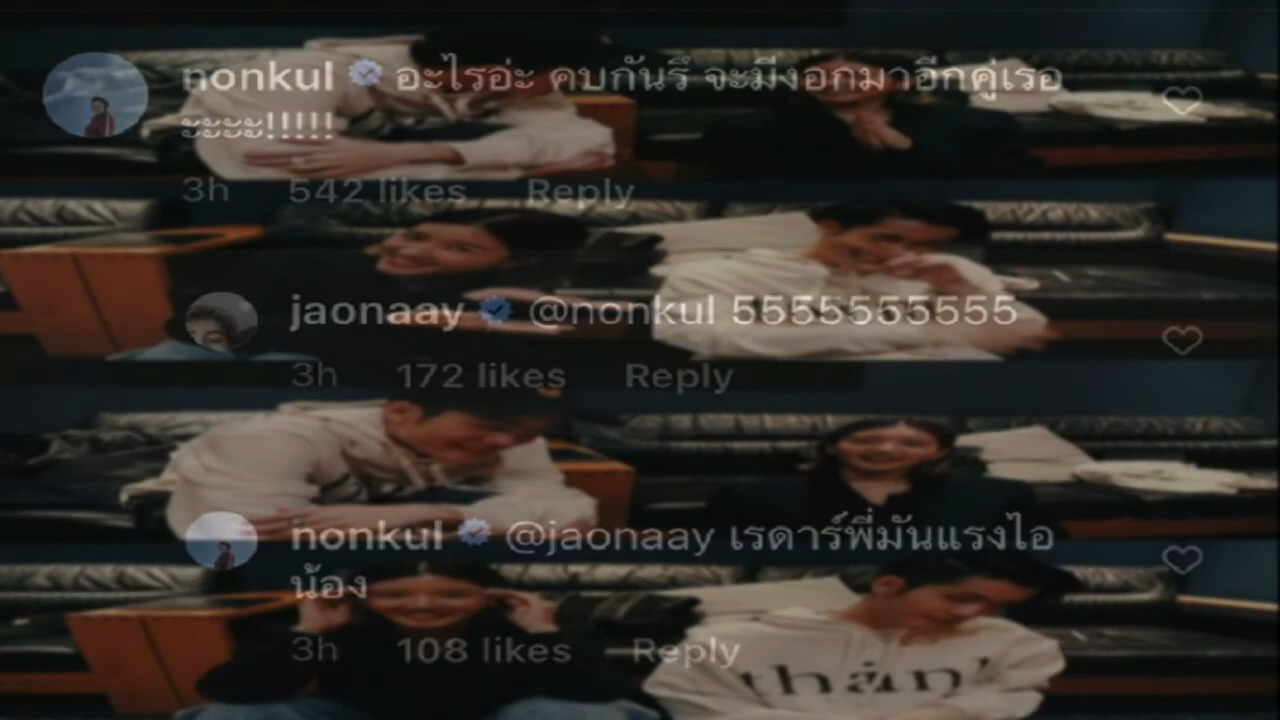 nonkul อะไรอ่ะ คบกันรึ จะมีงอกมาอีกคู่เรอ
ะะะะ!!!!!
3h 542 likes Reply
jaonaay @nonkul 5555555555
3h 172 likes Reply
nonkul @jaonaay เรดาร์พี่มันแรงไอ
น้อง
3h 108 likes Reply